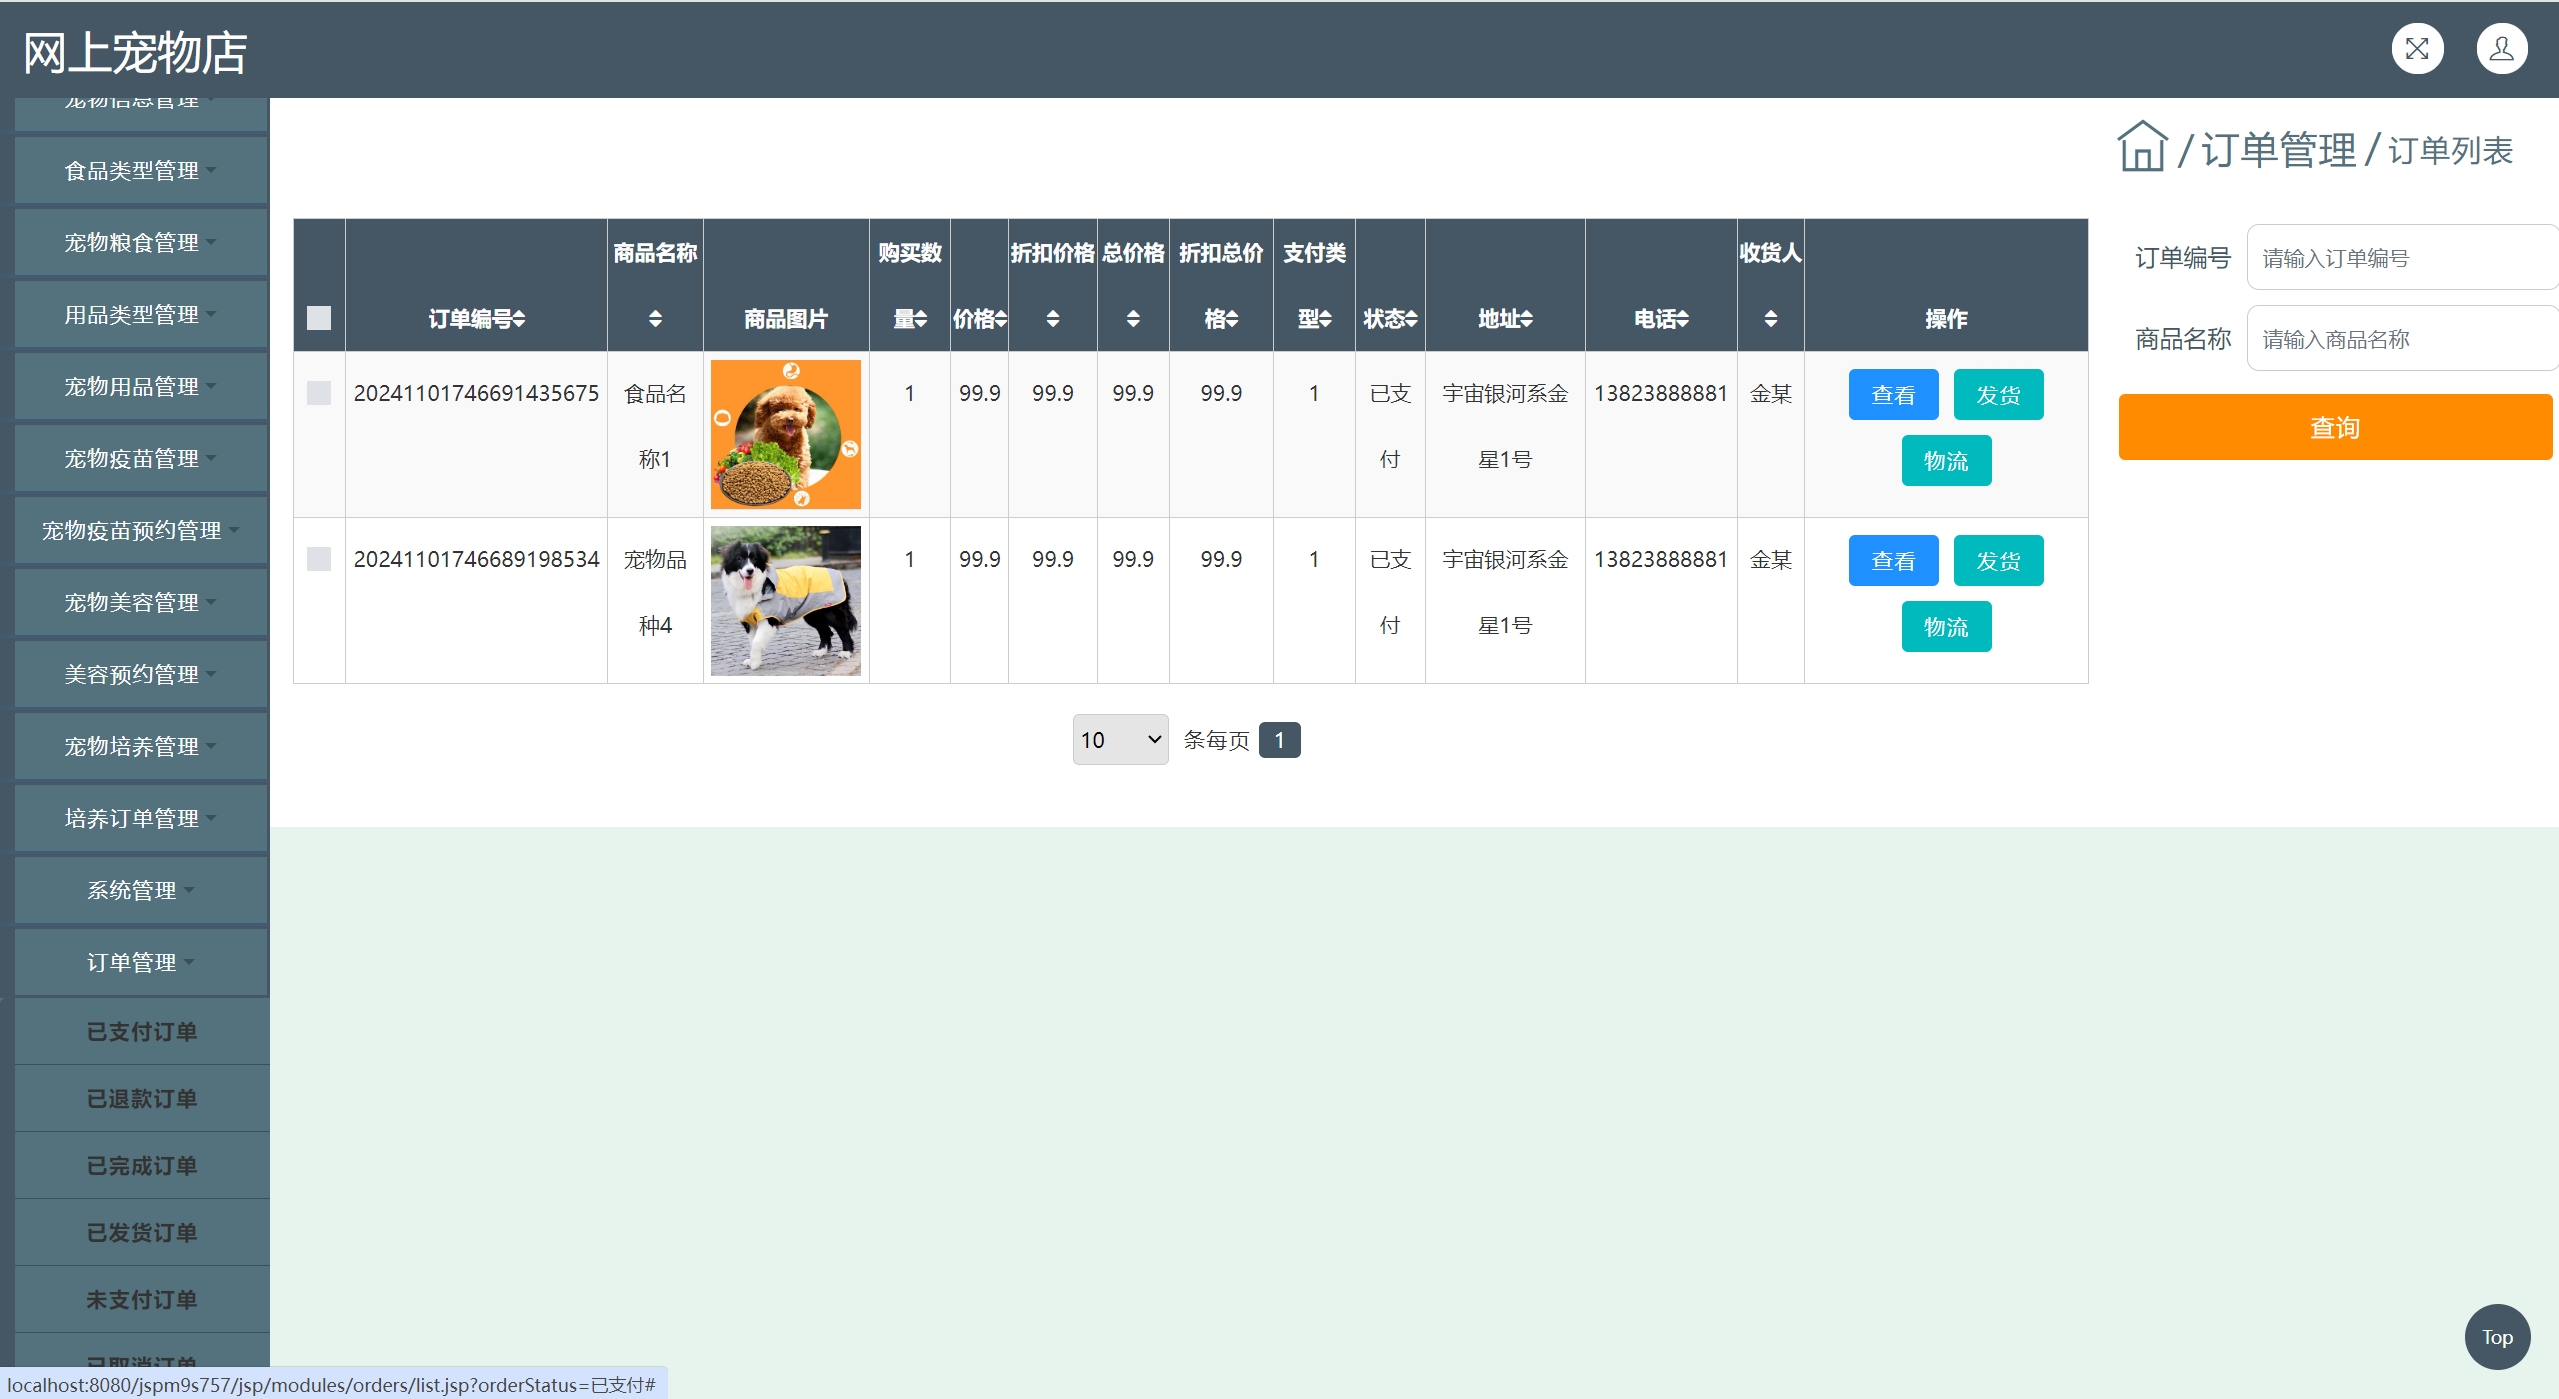 网上宠物店
宠物信息管理
食品类型管理
宠物粮食管理
用品类型管理
宠物用品管理
宠物疫苗管理
宠物疫苗预约管理
宠物美容管理
美容预约管理
宠物培养管理
培养订单管理
系统管理
订单管理
已支付订单
已退款订单
已完成订单
已发货订单
未支付订单
已取消订单
/ 订单管理 / 订单列表
订单编号 请输入订单编号
商品名称 请输入商品名称
查询
订单编号 商品名称 商品图片 购买数量 价格 折扣价格 总价格 折扣总价格 支付类型 状态 地址 电话 收货人 操作
20241101746691435675 食品名称1 1 99.9 99.9 99.9 99.9 1 已支付 宇宙银河系金星1号 13823888881 金某 查看 发货 物流
20241101746689198534 宠物品种4 1 99.9 99.9 99.9 99.9 1 已支付 宇宙银河系金星1号 13823888881 金某 查看 发货 物流
10 条每页 1
Top
localhost:8080/jspm9s757/jsp/modules/orders/list.jsp?orderStatus=已支付#